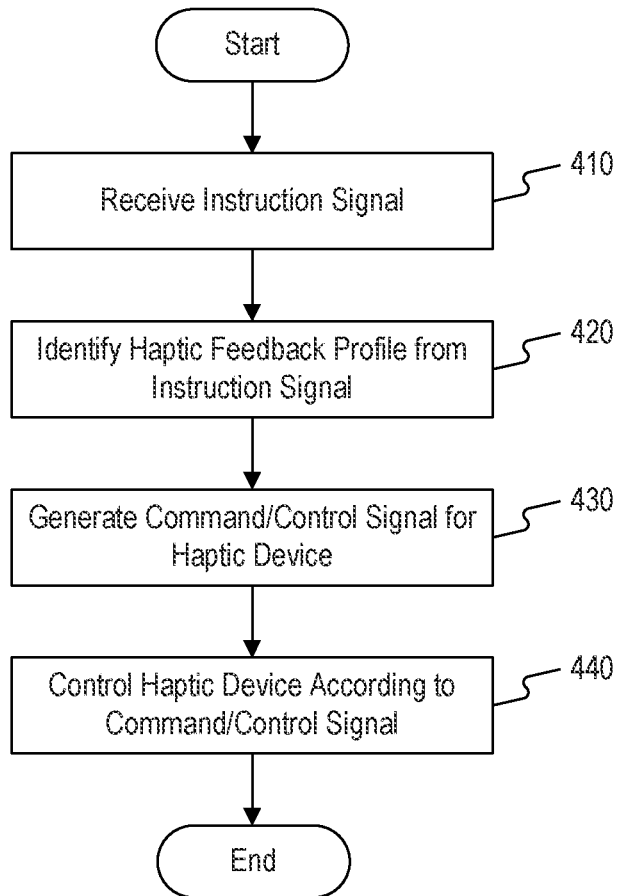 Start
Receive Instruction Signal
410
Identify Haptic Feedback Profile from
Instruction Signal
420
Generate Command/Control Signal for
Haptic Device
430
Control Haptic Device According to
Command/Control Signal
440
End